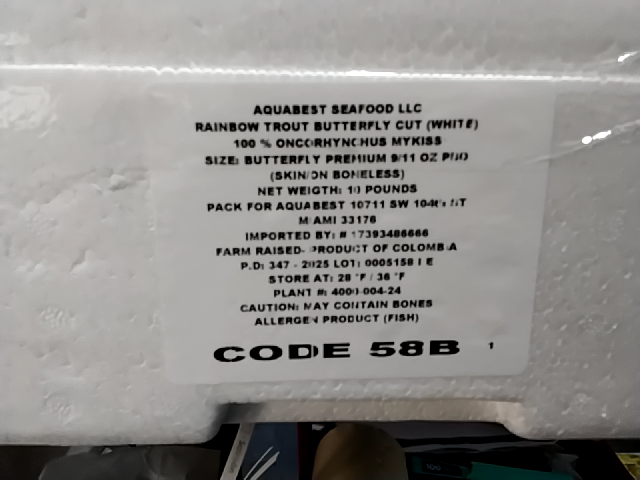 AQUABEST SEAFOOD LLC
RAINBOW TROUT BUTTERFLY CUT (WHITE)
100 % ONCORHYNCHUS MYKISS
SIZE: BUTTERFLY PREMIUM 9/11 OZ
(SKIN ON BONELESS)
NET WEIGTH: 10 POUNDS
PACK FOR AQUABEST 10711 SW 104th ST
MIAMI 33176
IMPORTED BY: # 17393486666
FARM RAISED- PRODUCT OF COLOMBIA
P.D: 347 - 2025 LOT: 0005158
STORE AT: 28 °F / 36 °F
PLANT #: 4000-004-24
CAUTION: MAY CONTAIN BONES
ALLERGEN PRODUCT (FISH)
CODE 58B 1